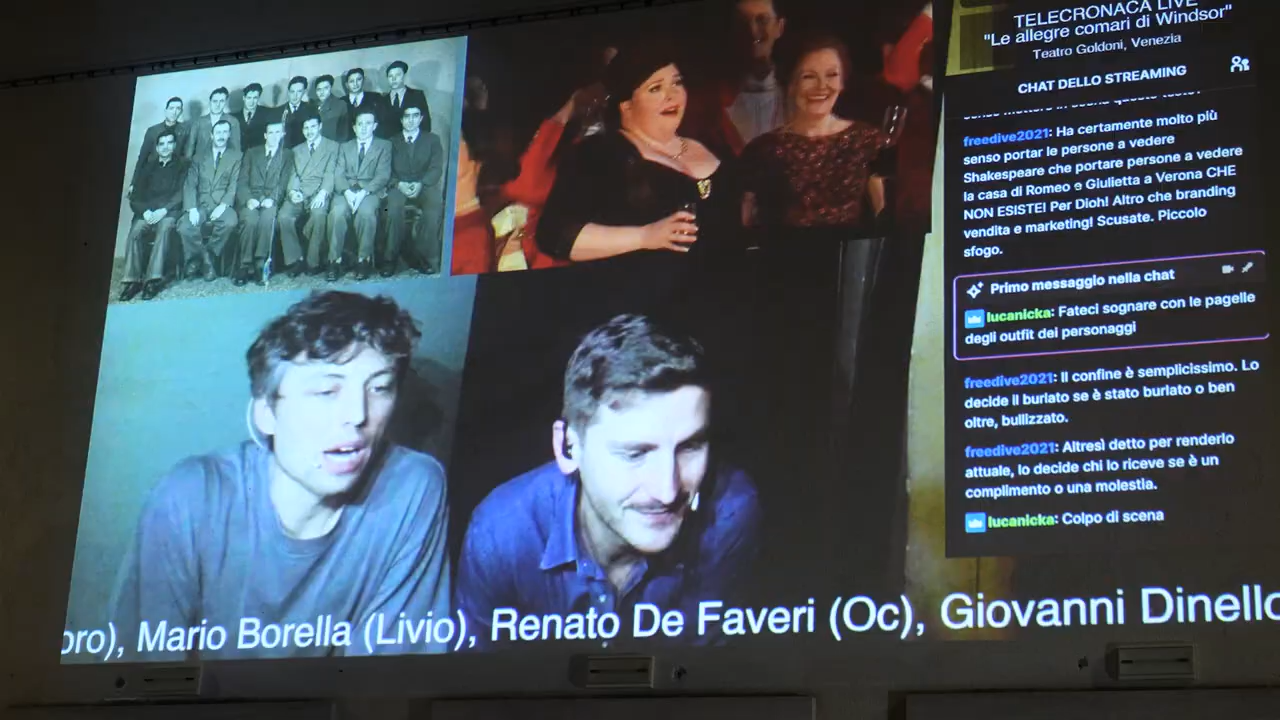 TELECRONACA LIVE
"Le allegre comari di Windsor"
Teatro Goldoni, Venezia
CHAT DELLO STREAMING
freedive2021: Ha certamente molto più
senso portar le persone a vedere
Shakespeare che portare persone a vedere
la casa di Romeo e Giulietta a Verona CHE
NON ESISTE! Per Dioh! Altro che branding
vendita e marketing! Scusate. Piccolo
sfogo.
Primo messaggio nella chat
lucanicka: Fateci sognare con le pagelle
degli outfit dei personaggi
freedive2021: Il confine è semplicissimo. Lo
decide il burlato se è stato burlato o ben
oltre, bullizzato.
freedive2021: Altresì detto per renderlo
attuale, lo decide chi lo riceve se è un
complimento o una molestia.
lucanicka: Colpo di scena
oro), Mario Borella (Livio), Renato De Faveri (Oc), Giovanni Dinello